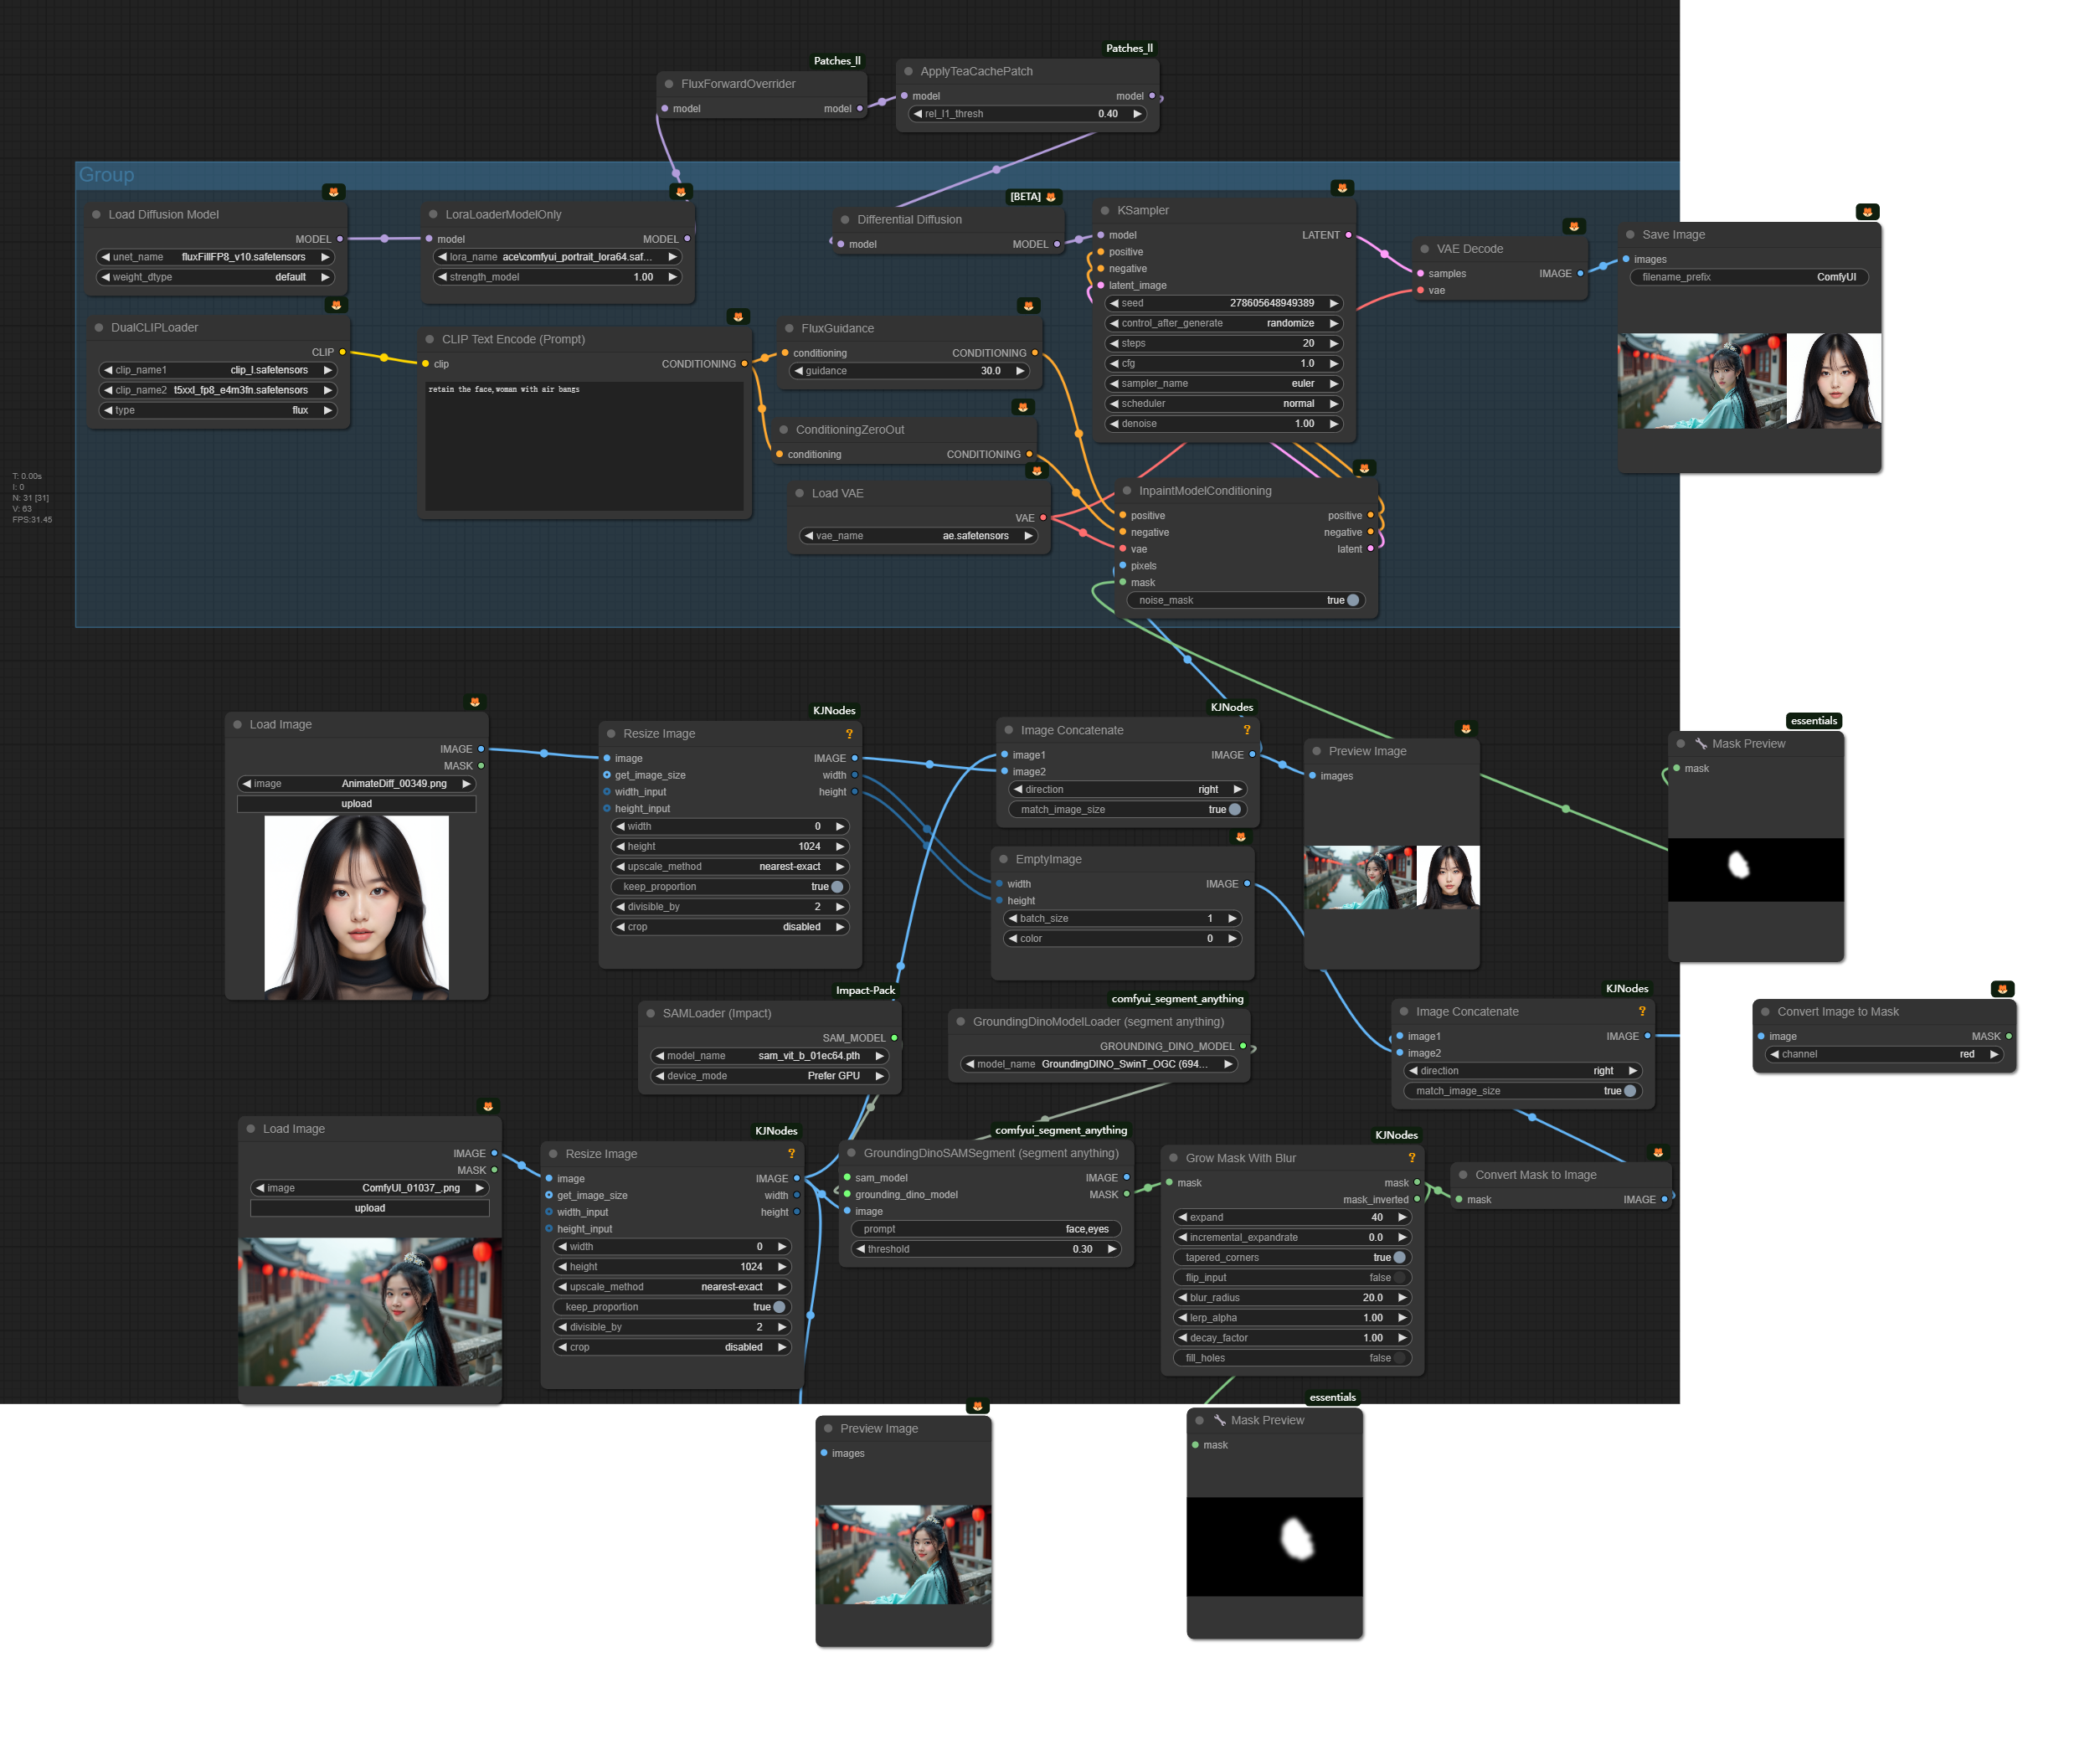 Patches_ll
FluxForwardOverrider
model
model
Patches_ll
ApplyTeaCachePatch
model
model
rel_l1_thresh
0.40
Group
Load Diffusion Model
MODEL
unet_name
fluxFillFP8_v10.safetensors
weight_dtype
default
LoraLoaderModelOnly
model
MODEL
lora_name
ace\comfyui_portrait_lora64.saf...
strength_model
1.00
[BETA]
Differential Diffusion
model
MODEL
KSampler
model
LATENT
positive
negative
latent_image
seed
278605648949389
control_after_generate
randomize
steps
20
cfg
1.0
sampler_name
euler
scheduler
normal
denoise
1.00
VAE Decode
samples
IMAGE
vae
Save Image
images
filename_prefix
ComfyUI
DualCLIPLoader
CLIP
clip_name1
clip_l.safetensors
clip_name2
t5xxl_fp8_e4m3fn.safetensors
type
flux
CLIP Text Encode (Prompt)
clip
CONDITIONING
retain the face,woman with air bangs
FluxGuidance
conditioning
CONDITIONING
guidance
30.0
ConditioningZeroOut
conditioning
CONDITIONING
Load VAE
VAE
vae_name
ae.safetensors
InpaintModelConditioning
positive
positive
negative
negative
vae
latent
pixels
mask
noise_mask
true
T: 0.00s
I: 0
N: 31 [31]
V: 63
FPS:31.45
Load Image
IMAGE
MASK
image
AnimateDiff_00349.png
upload
KJNodes
Resize Image
?
image
IMAGE
get_image_size
width
width_input
height
height_input
width
0
height
1024
upscale_method
nearest-exact
keep_proportion
true
divisible_by
2
crop
disabled
KJNodes
Image Concatenate
?
image1
IMAGE
image2
direction
right
match_image_size
true
EmptyImage
width
IMAGE
height
batch_size
1
color
0
Preview Image
images
essentials
Mask Preview
mask
Impact-Pack
SAMLoader (Impact)
SAM_MODEL
model_name
sam_vit_b_01ec64.pth
device_mode
Prefer GPU
comfyui_segment_anything
GroundingDinoModelLoader (segment anything)
GROUNDING_DINO_MODEL
model_name
GroundingDINO_SwinT_OGC (694...
KJNodes
Image Concatenate
?
image1
IMAGE
image2
direction
right
match_image_size
true
Convert Image to Mask
image
MASK
channel
red
Load Image
IMAGE
MASK
image
ComfyUI_01037_.png
upload
KJNodes
Resize Image
?
image
IMAGE
get_image_size
width
width_input
height
height_input
width
0
height
1024
upscale_method
nearest-exact
keep_proportion
true
divisible_by
2
crop
disabled
comfyui_segment_anything
GroundingDinoSAMSegment (segment anything)
sam_model
IMAGE
grounding_dino_model
MASK
image
prompt
face,eyes
threshold
0.30
KJNodes
Grow Mask With Blur
?
mask
mask
mask_inverted
expand
40
incremental_expandrate
0.0
tapered_corners
true
flip_input
false
blur_radius
20.0
lerp_alpha
1.00
decay_factor
1.00
fill_holes
false
Convert Mask to Image
mask
IMAGE
Preview Image
images
essentials
Mask Preview
mask